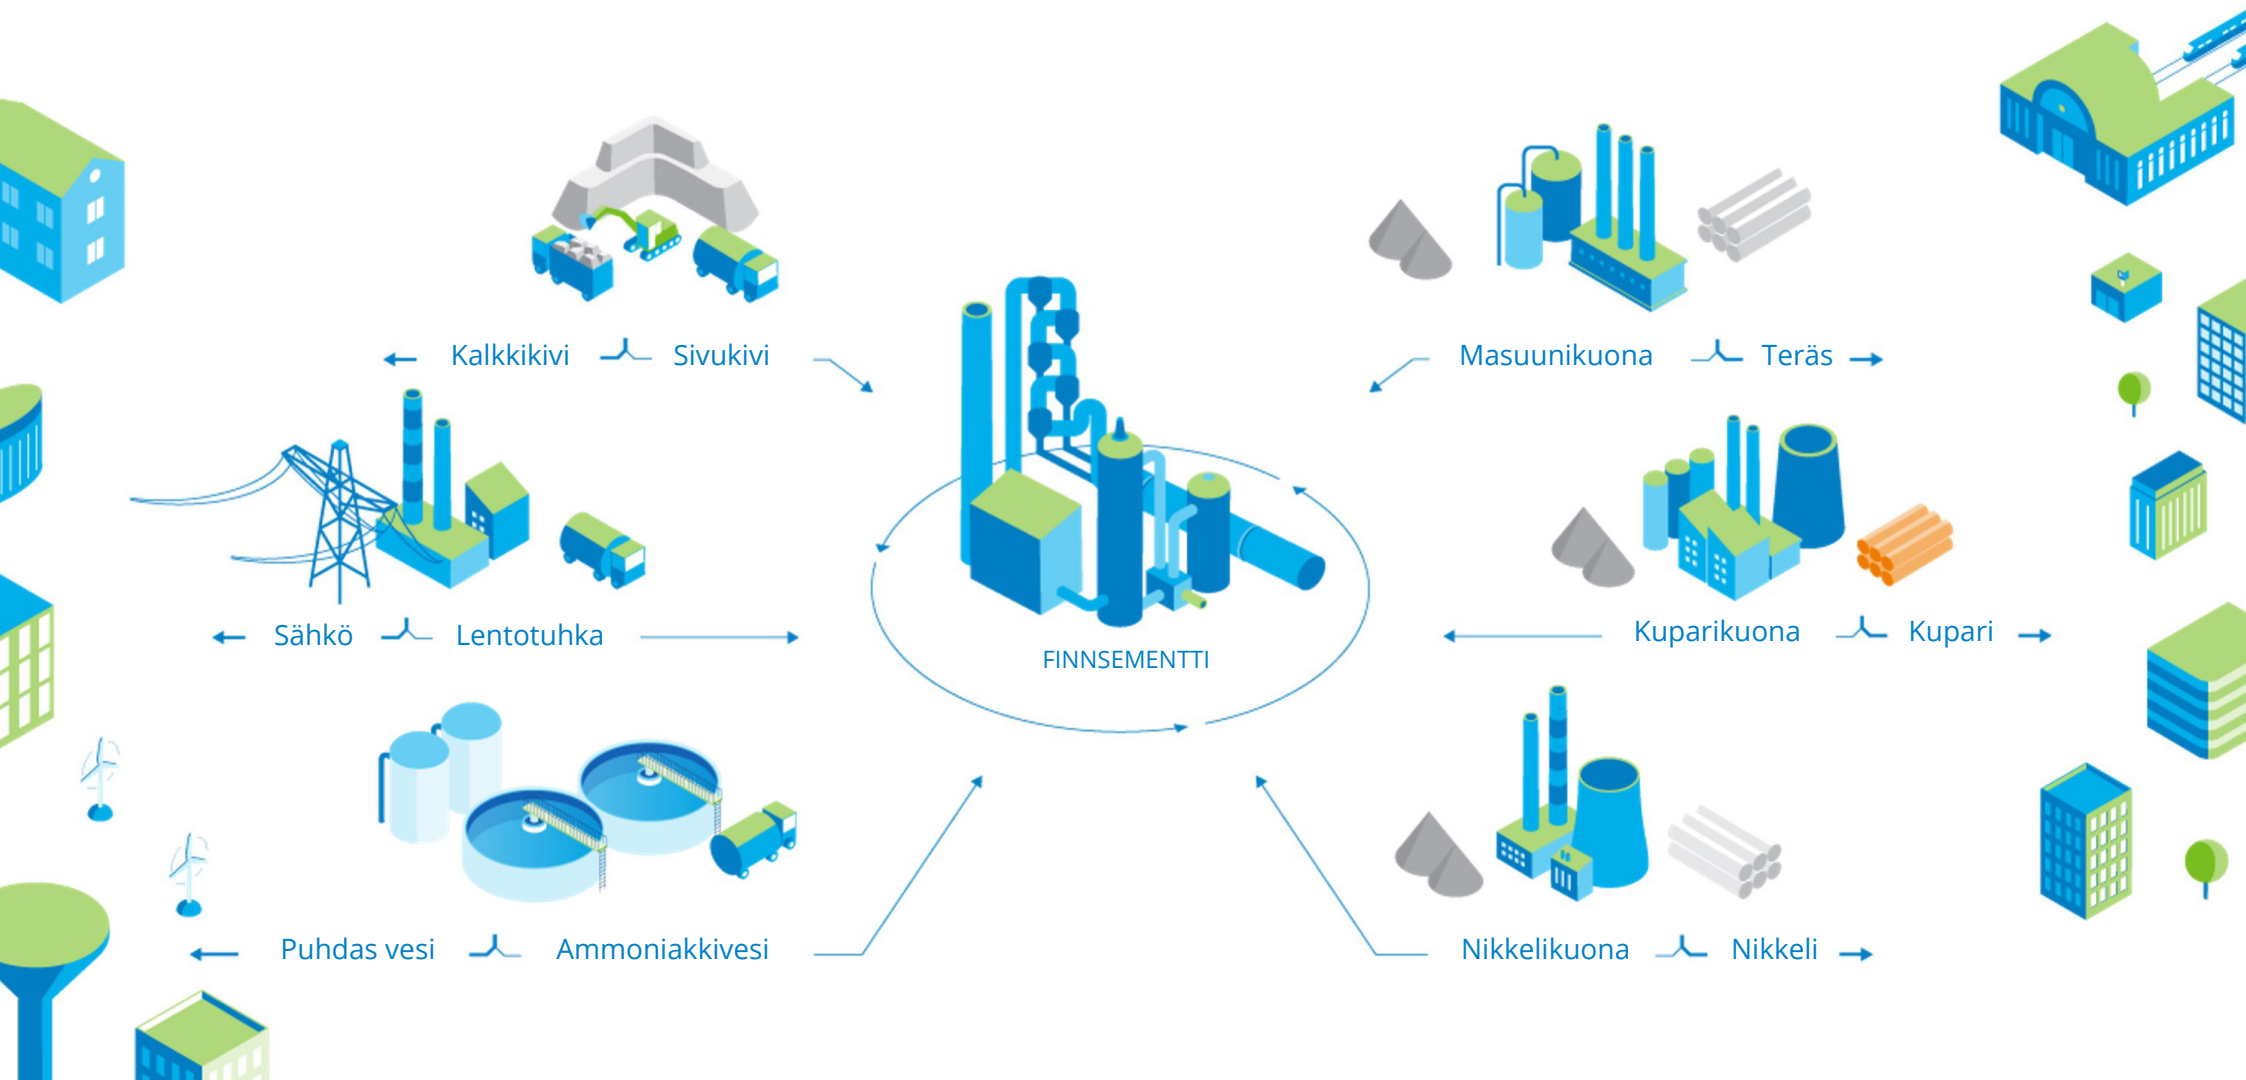 Kalkkikivi
Sivukivi
Masuunikuona
Teräs
Sähkö
Lentotuhka
FINNSEMENTTI
Kuparikuona
Kupari
Puhdas vesi
Ammoniakkivesi
Nikkelikuona
Nikkeli